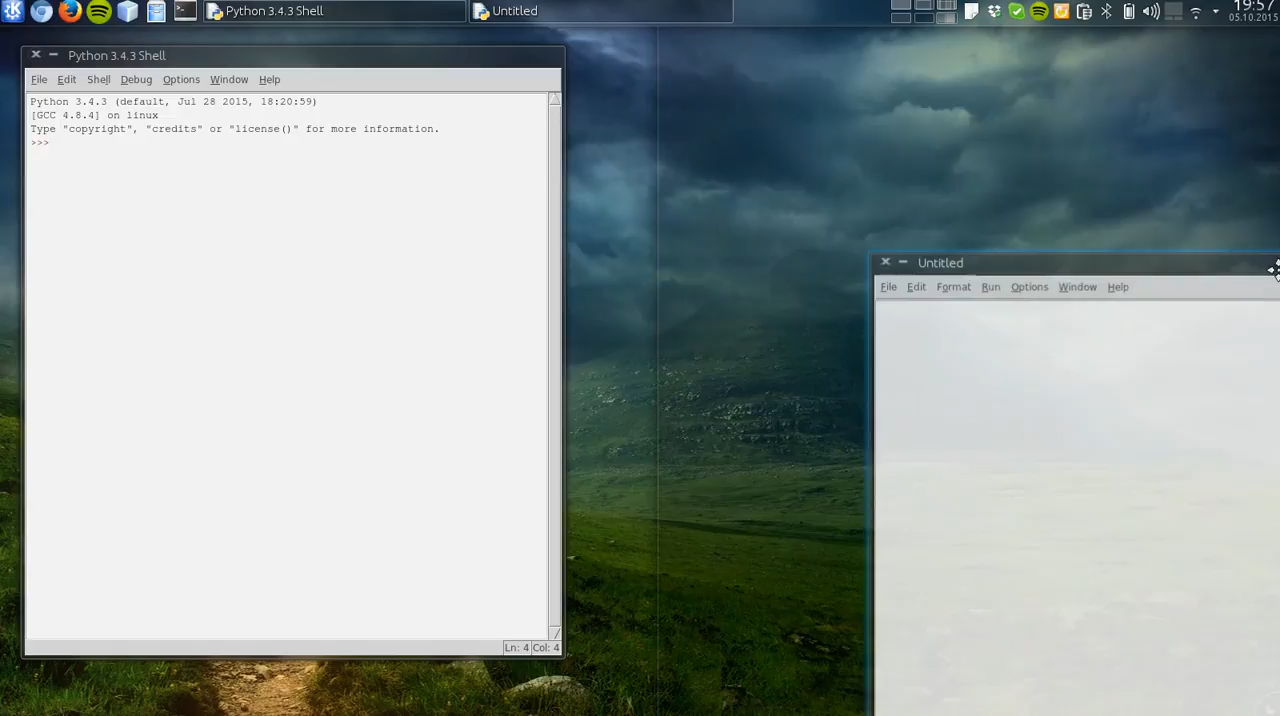 Python 3.4.3 Shell
Untitled
19:57
05.10.2015
Python 3.4.3 Shell
File Edit Shell Debug Options Window Help
Python 3.4.3 (default, Jul 28 2015, 18:20:59)
[GCC 4.8.4] on linux
Type "copyright", "credits" or "license()" for more information.
>>>
Ln: 4 Col: 4
Untitled
File Edit Format Run Options Window Help